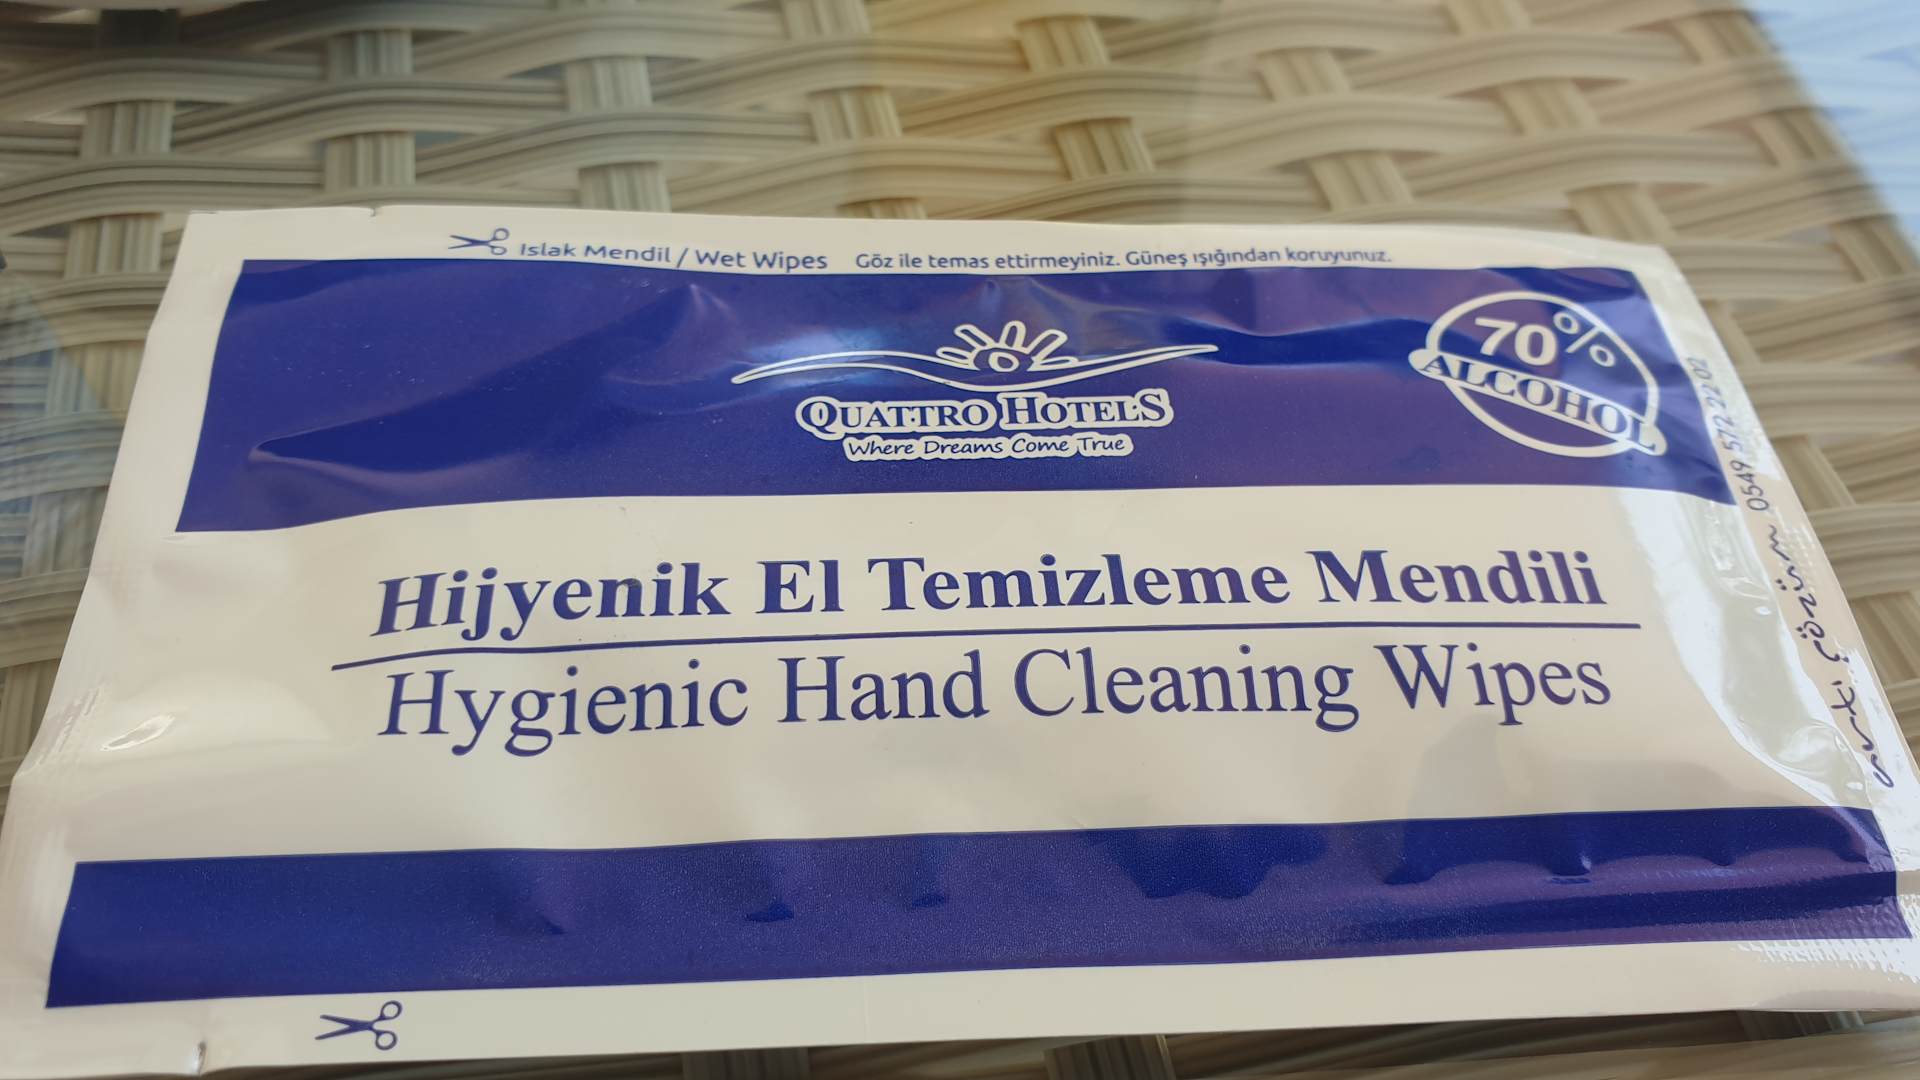 Islak Mendil / Wet Wipes Göz ile temas ettirmeyiniz. Güneş ışığından koruyunuz.
QUATTRO HOTELS
Where Dreams Come True
70%
ALCOHOL
Hijyenik El Temizleme Mendili
Hygienic Hand Cleaning Wipes
çözüm 0549 572 22 02